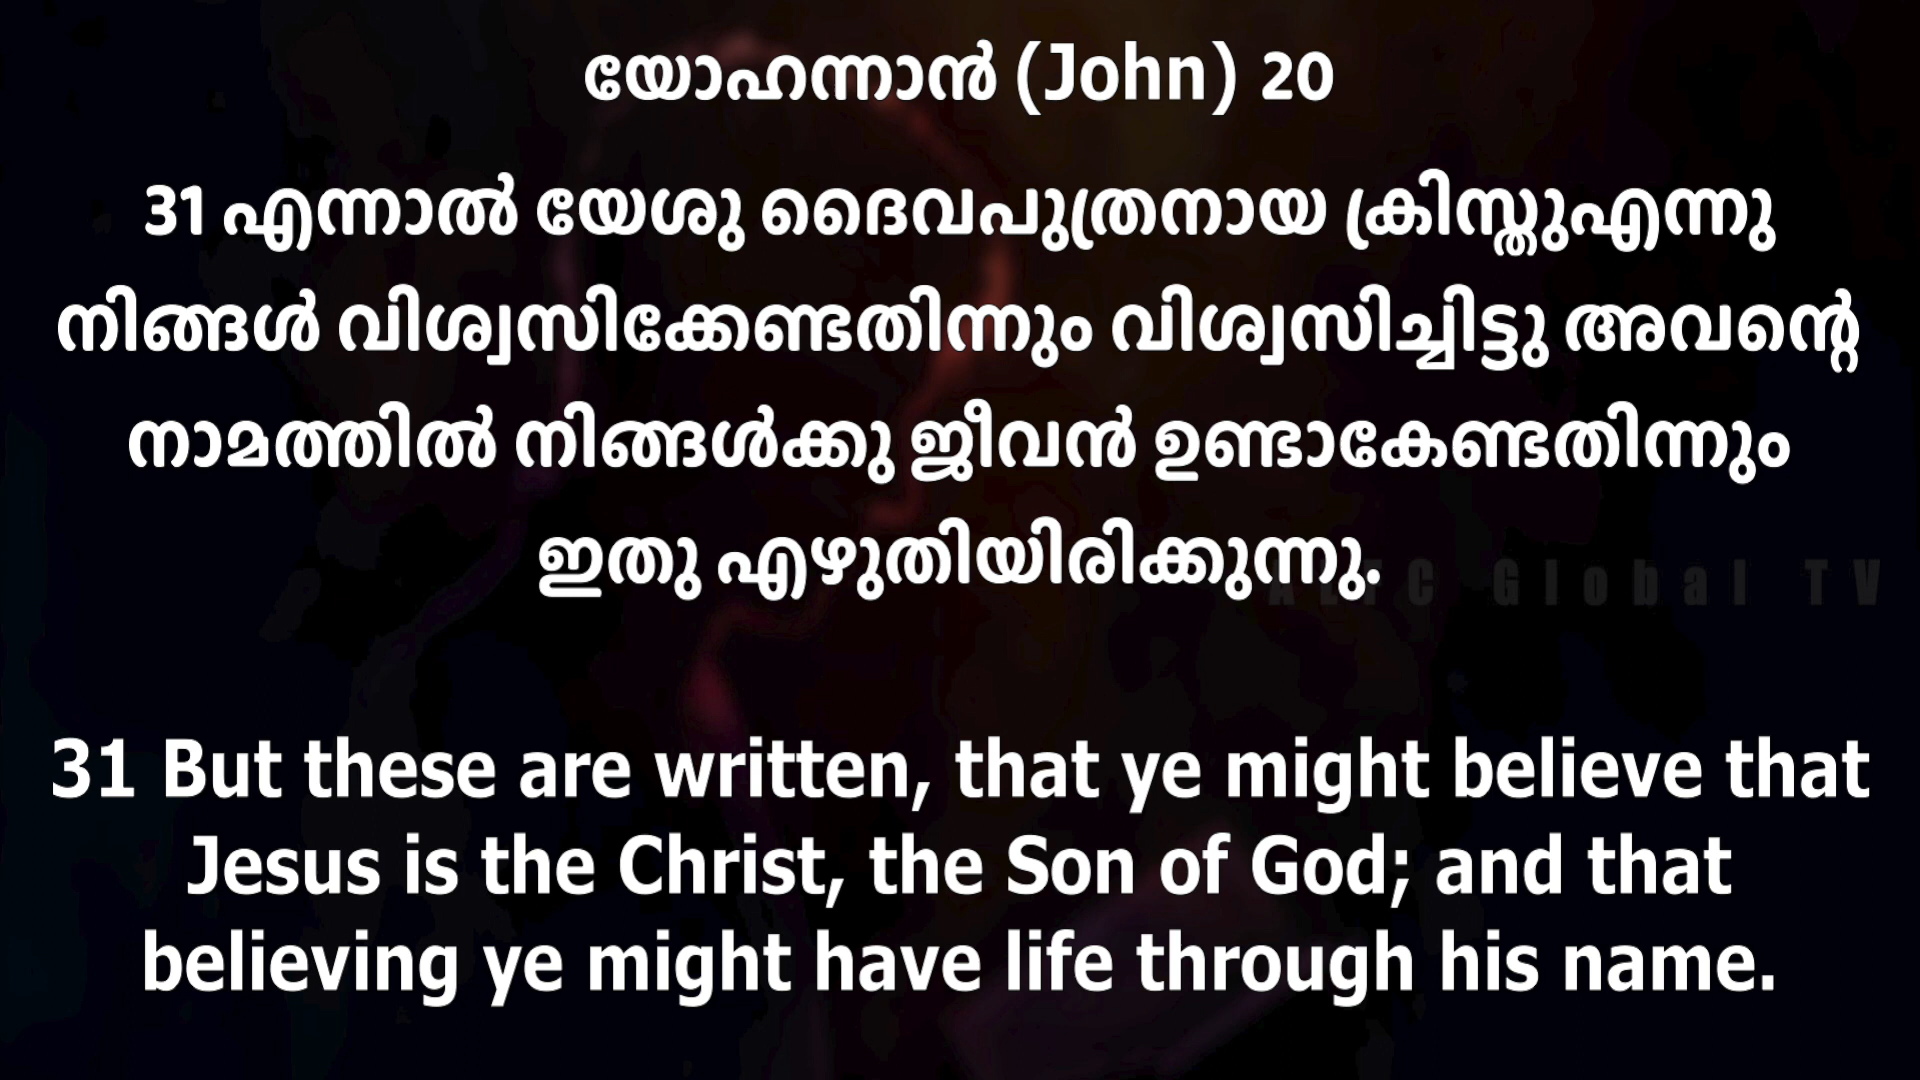 യോഹന്നാൻ (John) 20
31 എന്നാൽ യേശു ദൈവപുത്രനായ ക്രിസ്തുഎന്നു
നിങ്ങൾ വിശ്വസിക്കേണ്ടതിന്നും വിശ്വസിച്ചിട്ടു അവന്റെ
നാമത്തിൽ നിങ്ങൾക്കു ജീവൻ ഉണ്ടാകേണ്ടതിന്നും
ഇതു എഴുതിയിരിക്കുന്നു.
Global TV
31 But these are written, that ye might believe that
Jesus is the Christ, the Son of God; and that
believing ye might have life through his name.